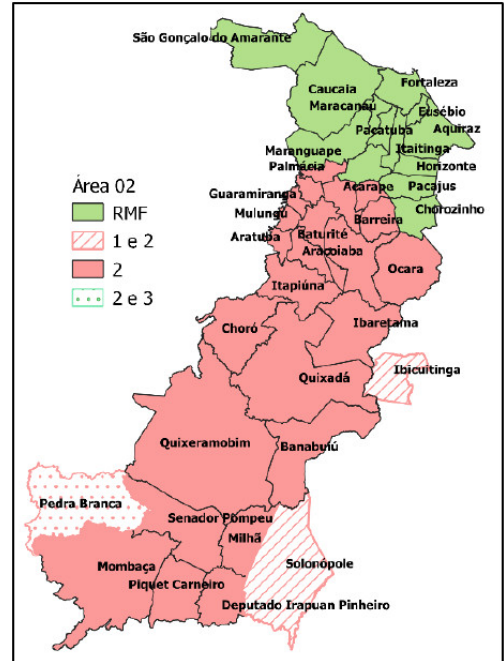 São Gonçalo do Amarante
Caucaia
Fortaleza
Maracanáu
Eusébio
Pacatuba
Aquiraz
Itaitinga
Maranguape
Horizonte
Palmácia
Acarape
Pacajus
Guaramiranga
Chorozinho
Mulungú
Barreira
Baturité
Aratuba
Aracoiaba
Ocara
Itapiúna
Ibaretama
Choró
Quixadá
Ibicuitinga
Quixeramobim
Banabuiú
Pedra Branca
Senador Pompeu
Milhã
Solonópole
Mombaça
Piquet Carneiro
Deputado Irapuan Pinheiro
Área 02
RMF
1 e 2
2
2 e 3